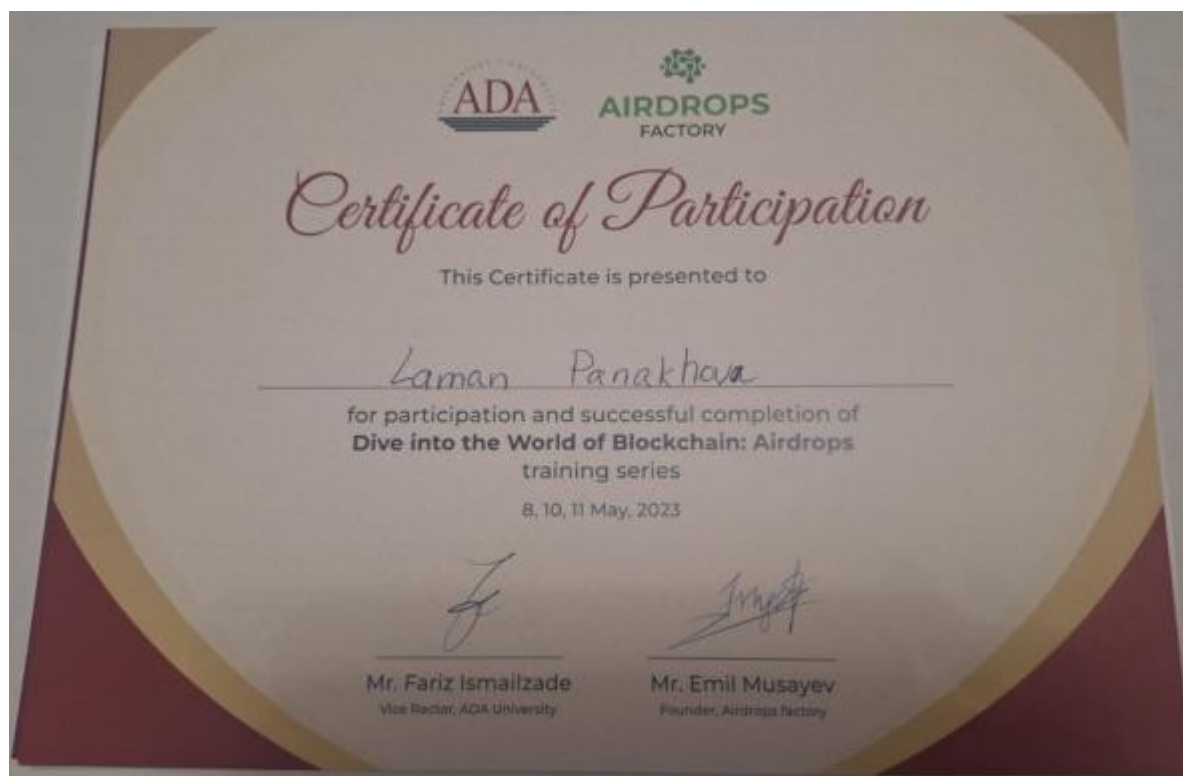 ADA
AIRDROPS
FACTORY
Certificate of Participation
This Certificate is presented to
Laman Panakhova
for participation and successful completion of
Dive into the World of Blockchain: Airdrops
training series
8, 10, 11 May, 2023
Mr. Fariz Ismailzade
Mr. Emil Musayev
Vice Rector, ADA University
Founder, Airdrops factory